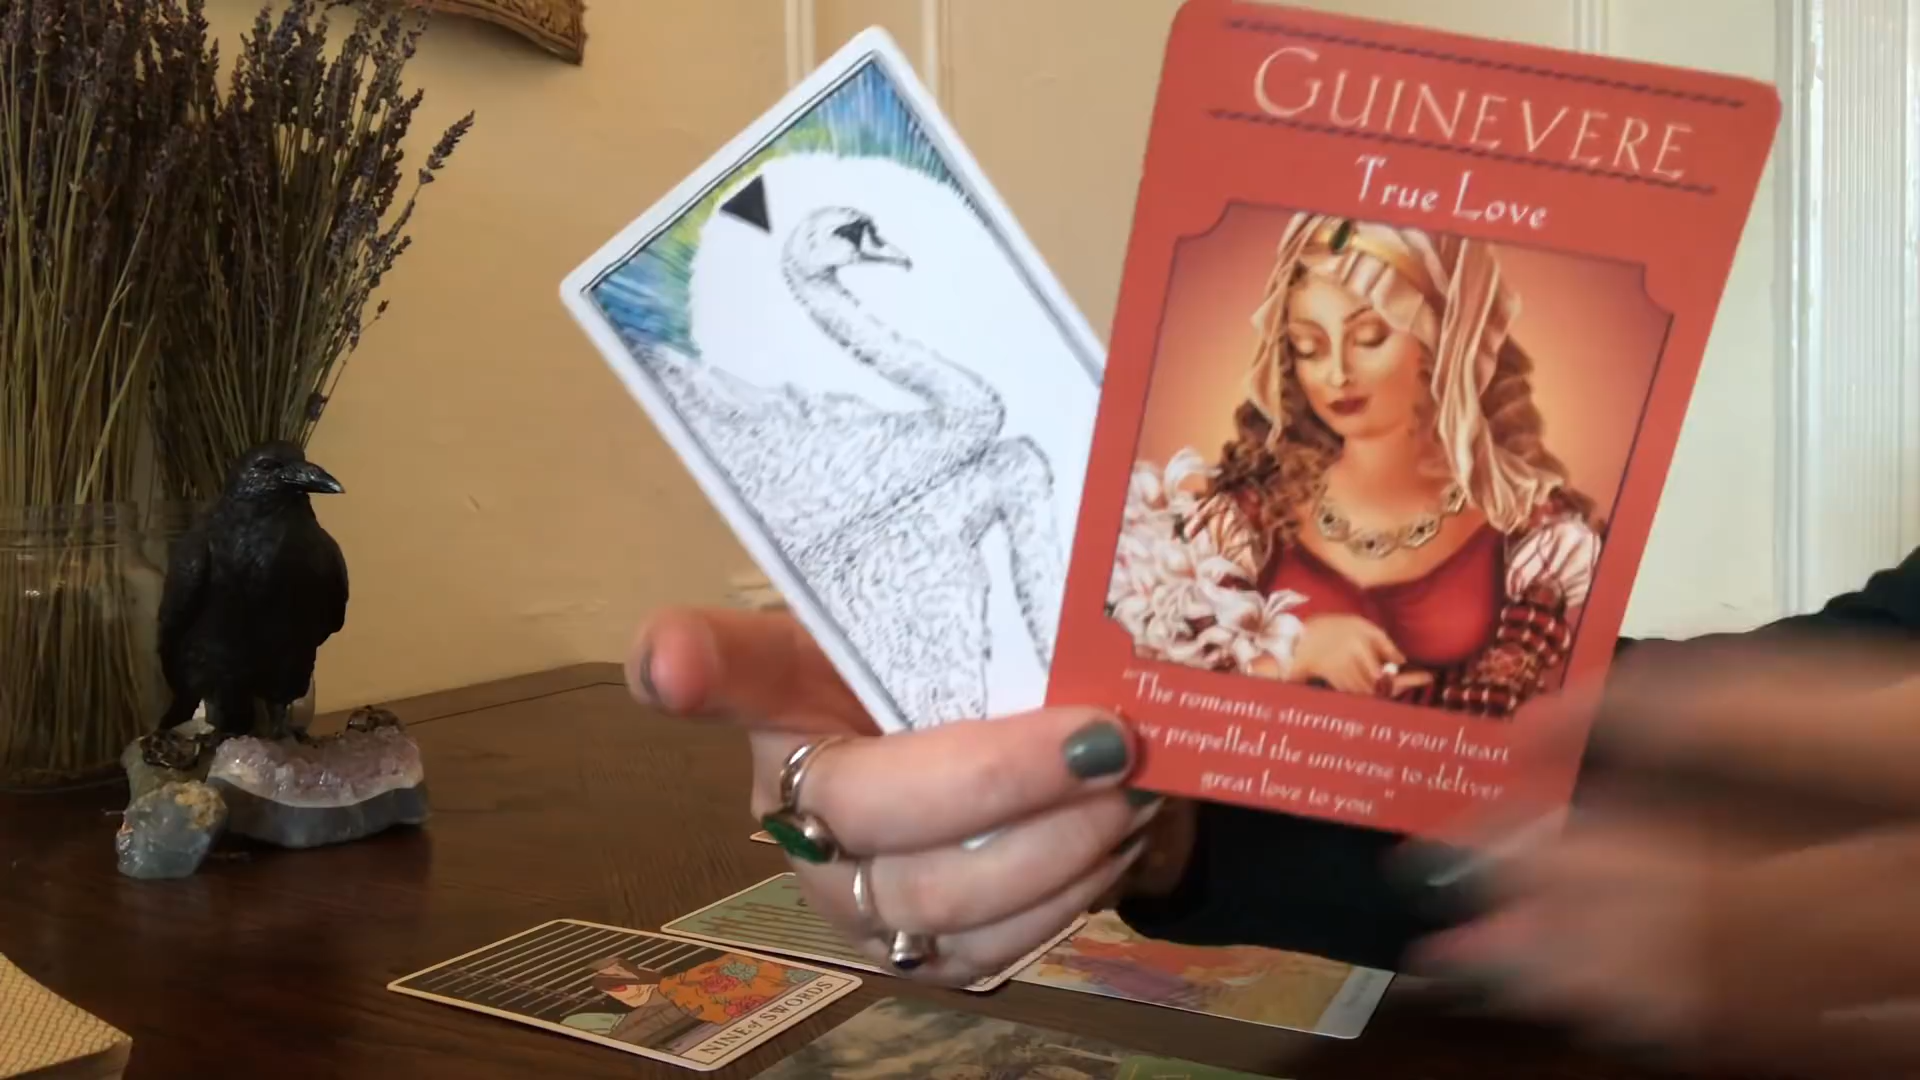 GUINEVERE
True Love
"The romantic stirrings in your heart
propelled the universe to deliver
great love to you."
NINE of SWORDS